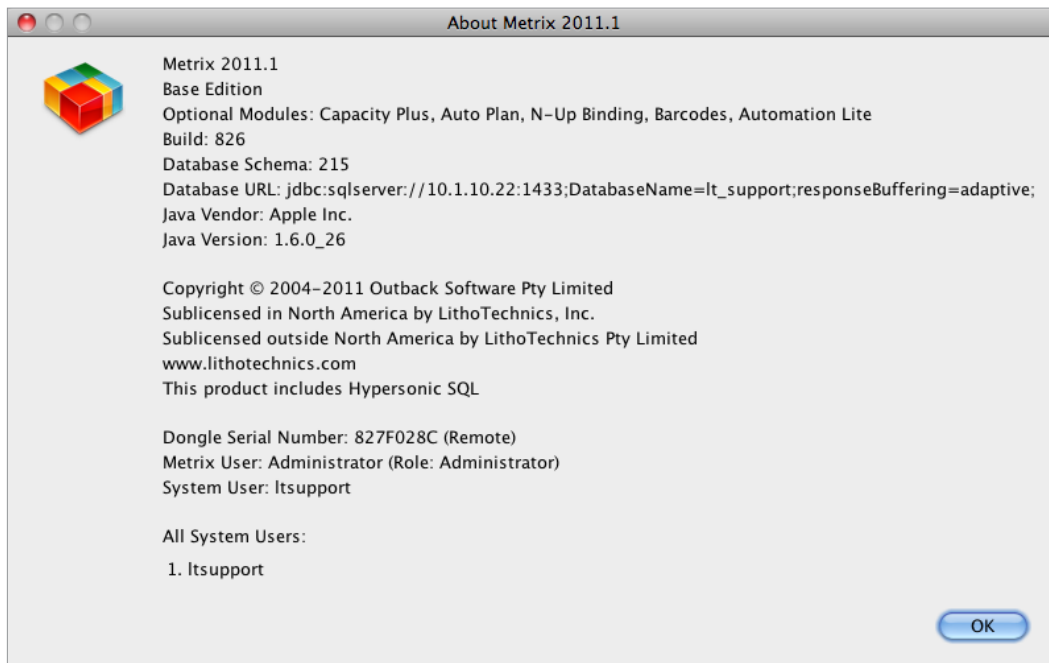 About Metrix 2011.1
Metrix 2011.1
Base Edition
Optional Modules: Capacity Plus, Auto Plan, N-Up Binding, Barcodes, Automation Lite
Build: 826
Database Schema: 215
Database URL: jdbc:sqlserver://10.1.10.22:1433;DatabaseName=lt_support;responseBuffering=adaptive;
Java Vendor: Apple Inc.
Java Version: 1.6.0_26
Copyright © 2004-2011 Outback Software Pty Limited
Sublicensed in North America by LithoTechnics, Inc.
Sublicensed outside North America by LithoTechnics Pty Limited
www.lithotechnics.com
This product includes Hypersonic SQL
Dongle Serial Number: 827F028C (Remote)
Metrix User: Administrator (Role: Administrator)
System User: ltsupport
All System Users:
1. ltsupport
OK